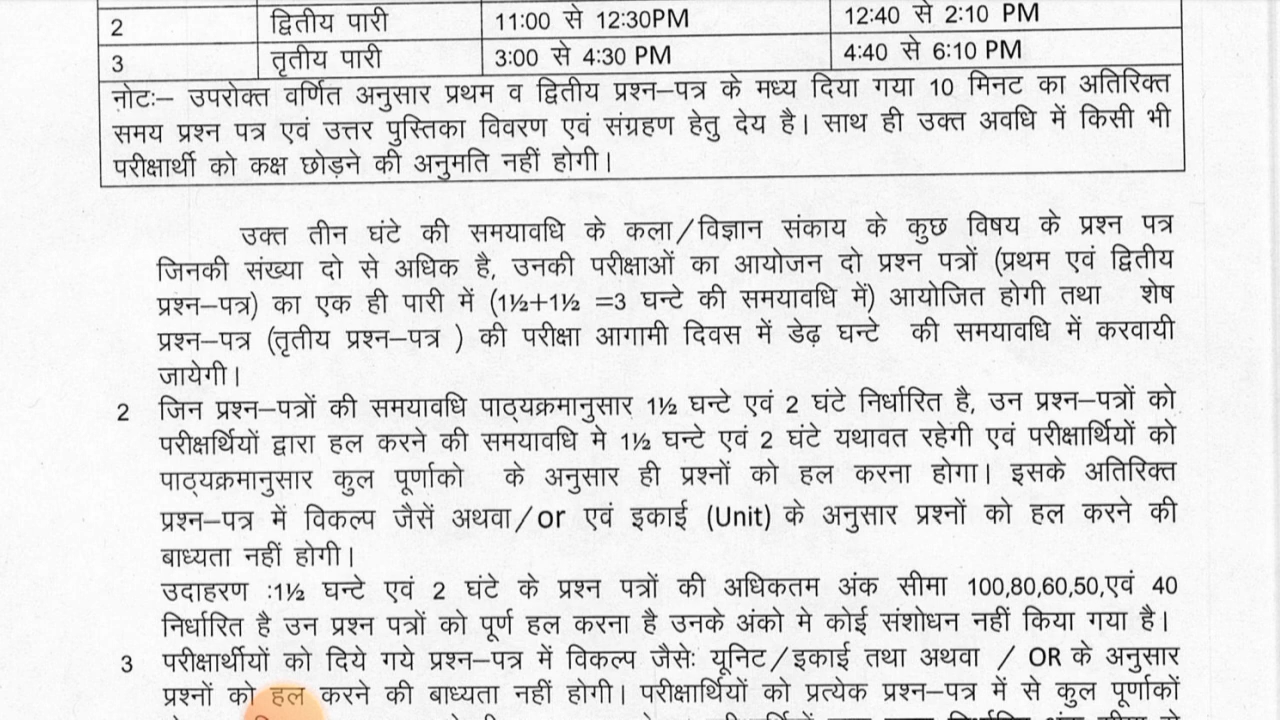 2 द्वितीय पारी 11:00 से 12:30PM 12:40 से 2:10 PM
3 तृतीय पारी 3:00 से 4:30 PM 4:40 से 6:10 PM
नोटः– उपरोक्त वर्णित अनुसार प्रथम व द्वितीय प्रश्न–पत्र के मध्य दिया गया 10 मिनट का अतिरिक्त
समय प्रश्न पत्र एवं उत्तर पुस्तिका विवरण एवं संग्रहण हेतु देय है। साथ ही उक्त अवधि में किसी भी
परीक्षार्थी को कक्ष छोड़ने की अनुमति नहीं होगी।
उक्त तीन घंटे की समयावधि के कला/विज्ञान संकाय के कुछ विषय के प्रश्न पत्र
जिनकी संख्या दो से अधिक है, उनकी परीक्षाओं का आयोजन दो प्रश्न पत्रों (प्रथम एवं द्वितीय
प्रश्न–पत्र) का एक ही पारी में (1½+1½ =3 घन्टे की समयावधि में) आयोजित होगी तथा शेष
प्रश्न–पत्र (तृतीय प्रश्न–पत्र ) की परीक्षा आगामी दिवस में डेढ़ घन्टे की समयावधि में करवायी
जायेगी।
2 जिन प्रश्न–पत्रों की समयावधि पाठ्यक्रमानुसार 1½ घन्टे एवं 2 घंटे निर्धारित है, उन प्रश्न–पत्रों को
परीक्षर्थियों द्वारा हल करने की समयावधि मे 1½ घन्टे एवं 2 घंटे यथावत रहेगी एवं परीक्षार्थियों को
पाठ्यक्रमानुसार कुल पूर्णाको के अनुसार ही प्रश्नों को हल करना होगा। इसके अतिरिक्त
प्रश्न–पत्र में विकल्प जैसें अथवा/or एवं इकाई (Unit) के अनुसार प्रश्नों को हल करने की
बाध्यता नहीं होगी।
उदाहरण :1½ घन्टे एवं 2 घंटे के प्रश्न पत्रों की अधिकतम अंक सीमा 100,80,60,50,एवं 40
निर्धारित है उन प्रश्न पत्रों को पूर्ण हल करना है उनके अंको मे कोई संशोधन नहीं किया गया है।
3 परीक्षार्थीयों को दिये गये प्रश्न–पत्र में विकल्प जैसेः यूनिट/इकाई तथा अथवा / OR के अनुसार
प्रश्नों को हल करने की बाध्यता नहीं होगी। परीक्षार्थियों को प्रत्येक प्रश्न–पत्र में से कुल पूर्णाकों